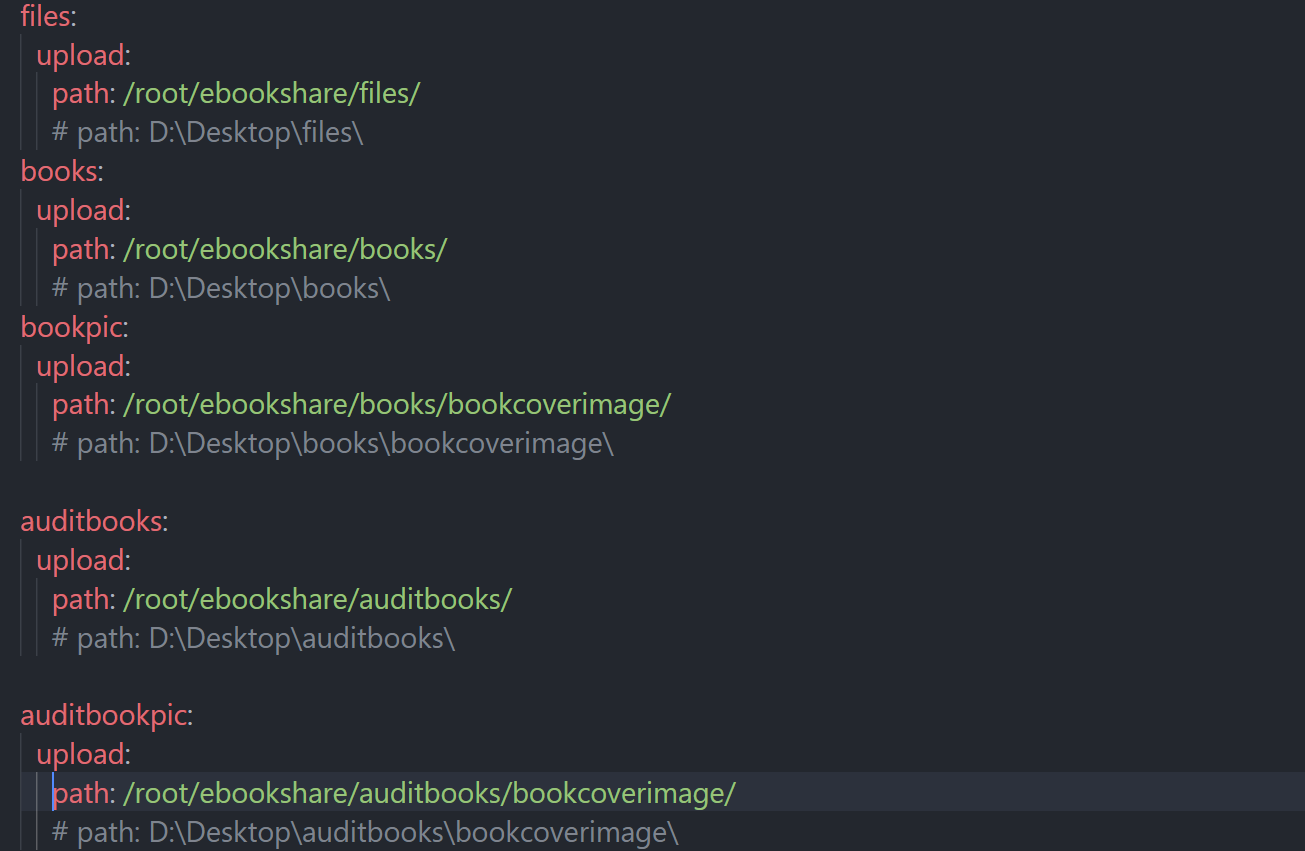 files:
upload:
path: /root/ebookshare/files/
# path: D:\Desktop\files\
books:
upload:
path: /root/ebookshare/books/
# path: D:\Desktop\books\
bookpic:
upload:
path: /root/ebookshare/books/bookcoverimage/
# path: D:\Desktop\books\bookcoverimage\
auditbooks:
upload:
path: /root/ebookshare/auditbooks/
# path: D:\Desktop\auditbooks\
auditbookpic:
upload:
path: /root/ebookshare/auditbooks/bookcoverimage/
# path: D:\Desktop\auditbooks\bookcoverimage\